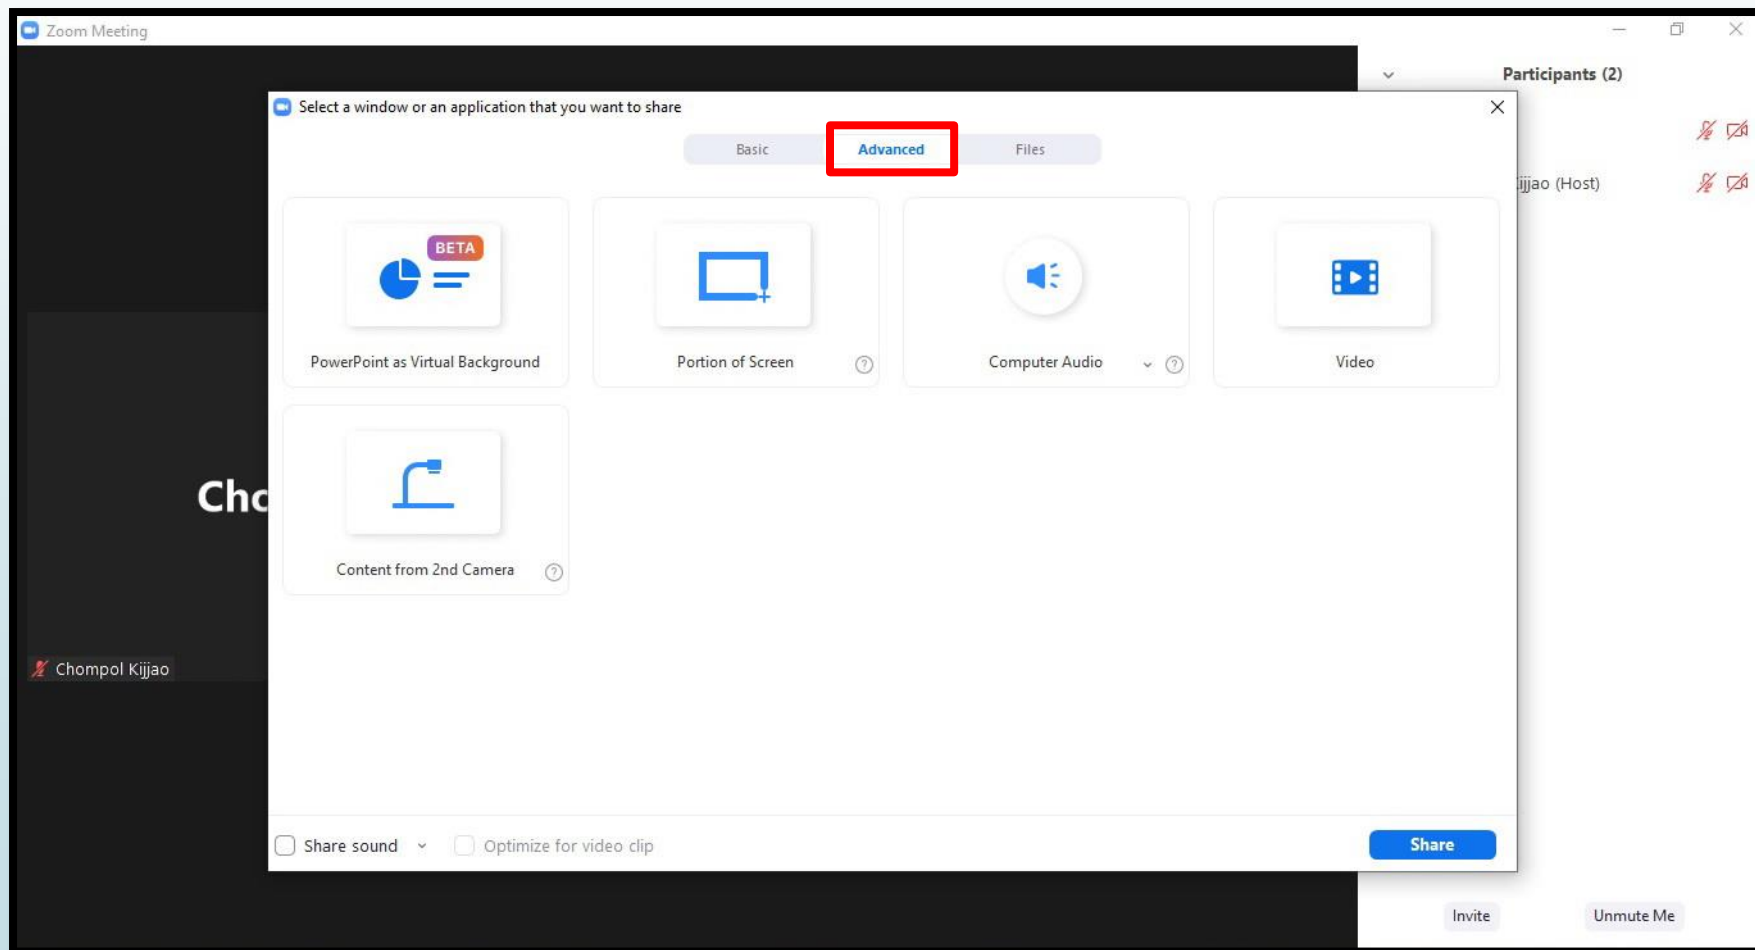 Zoom Meeting
Participants (2)
Select a window or an application that you want to share
Basic
Advanced
Files
ijjao (Host)
BETA
PowerPoint as Virtual Background
Portion of Screen
?
Computer Audio
?
Video
Content from 2nd Camera
?
Cho
Chompol Kijjao
Share sound
Optimize for video clip
Share
Invite
Unmute Me